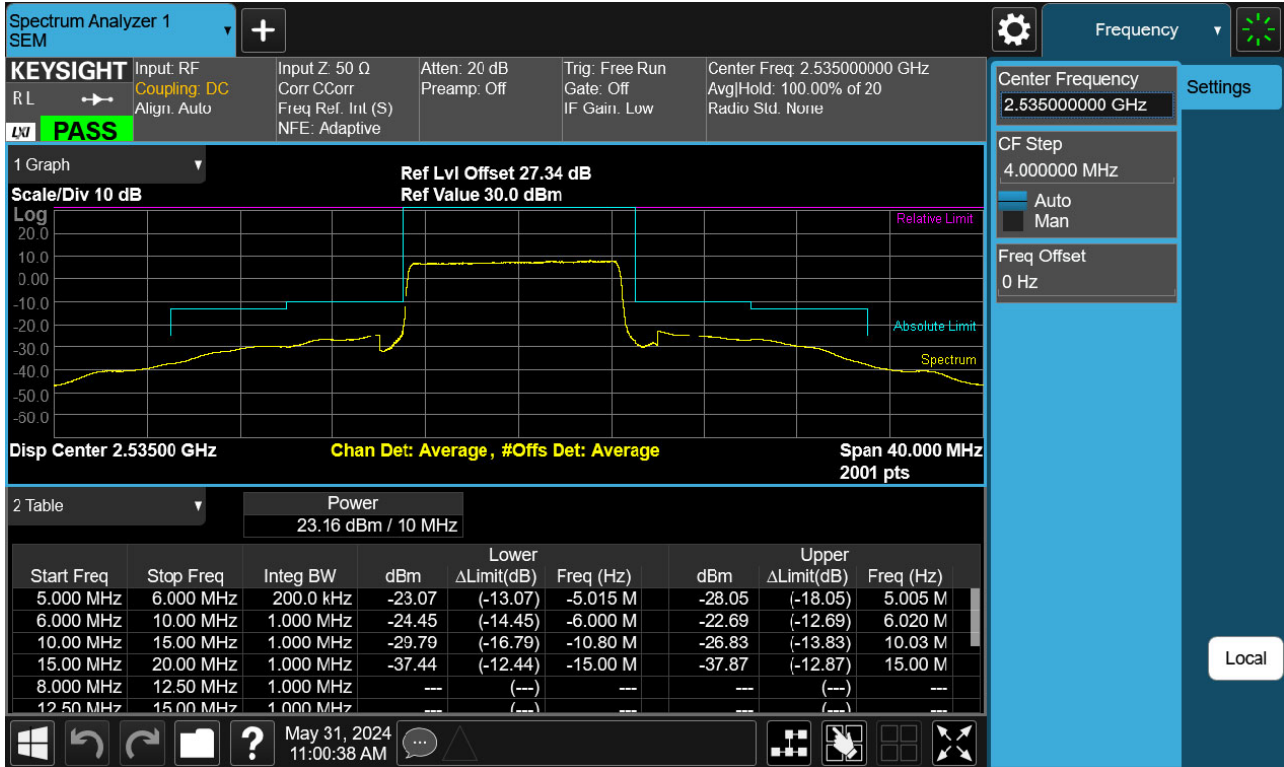 Spectrum Analyzer 1
SEM
Frequency
KEYSIGHT
R L
LXI
PASS
Input: RF
Coupling: DC
Align: Auto
Input Z: 50 Ω
Corr CCorr
Freq Ref: Int (S)
NFE: Adaptive
Atten: 20 dB
Preamp: Off
Trig: Free Run
Gate: Off
IF Gain: Low
Center Freq: 2.535000000 GHz
Avg|Hold: 100.00% of 20
Radio Std: None
Center Frequency
2.535000000 GHz
Settings
CF Step
4.000000 MHz
Auto
Man
Freq Offset
0 Hz
Local
1 Graph
Scale/Div 10 dB
Ref Lvl Offset 27.34 dB
Ref Value 30.0 dBm
Log
20.0
10.0
0.00
-10.0
-20.0
-30.0
-40.0
-50.0
-60.0
Relative Limit
Absolute Limit
Spectrum
Disp Center 2.53500 GHz
Chan Det: Average , #Offs Det: Average
Span 40.000 MHz
2001 pts
2 Table
Power
23.16 dBm / 10 MHz
Lower Upper
Start Freq Stop Freq Integ BW dBm ΔLimit(dB) Freq (Hz) dBm ΔLimit(dB) Freq (Hz)
5.000 MHz 6.000 MHz 200.0 kHz -23.07 (-13.07) -5.015 M -28.05 (-18.05) 5.005 M
6.000 MHz 10.00 MHz 1.000 MHz -24.45 (-14.45) -6.000 M -22.69 (-12.69) 6.020 M
10.00 MHz 15.00 MHz 1.000 MHz -29.79 (-16.79) -10.80 M -26.83 (-13.83) 10.03 M
15.00 MHz 20.00 MHz 1.000 MHz -37.44 (-12.44) -15.00 M -37.87 (-12.87) 15.00 M
8.000 MHz 12.50 MHz 1.000 MHz --- (---) --- --- (---) ---
12.50 MHz 15.00 MHz 1.000 MHz --- (---) --- --- (---) ---
?
May 31, 2024
11:00:38 AM